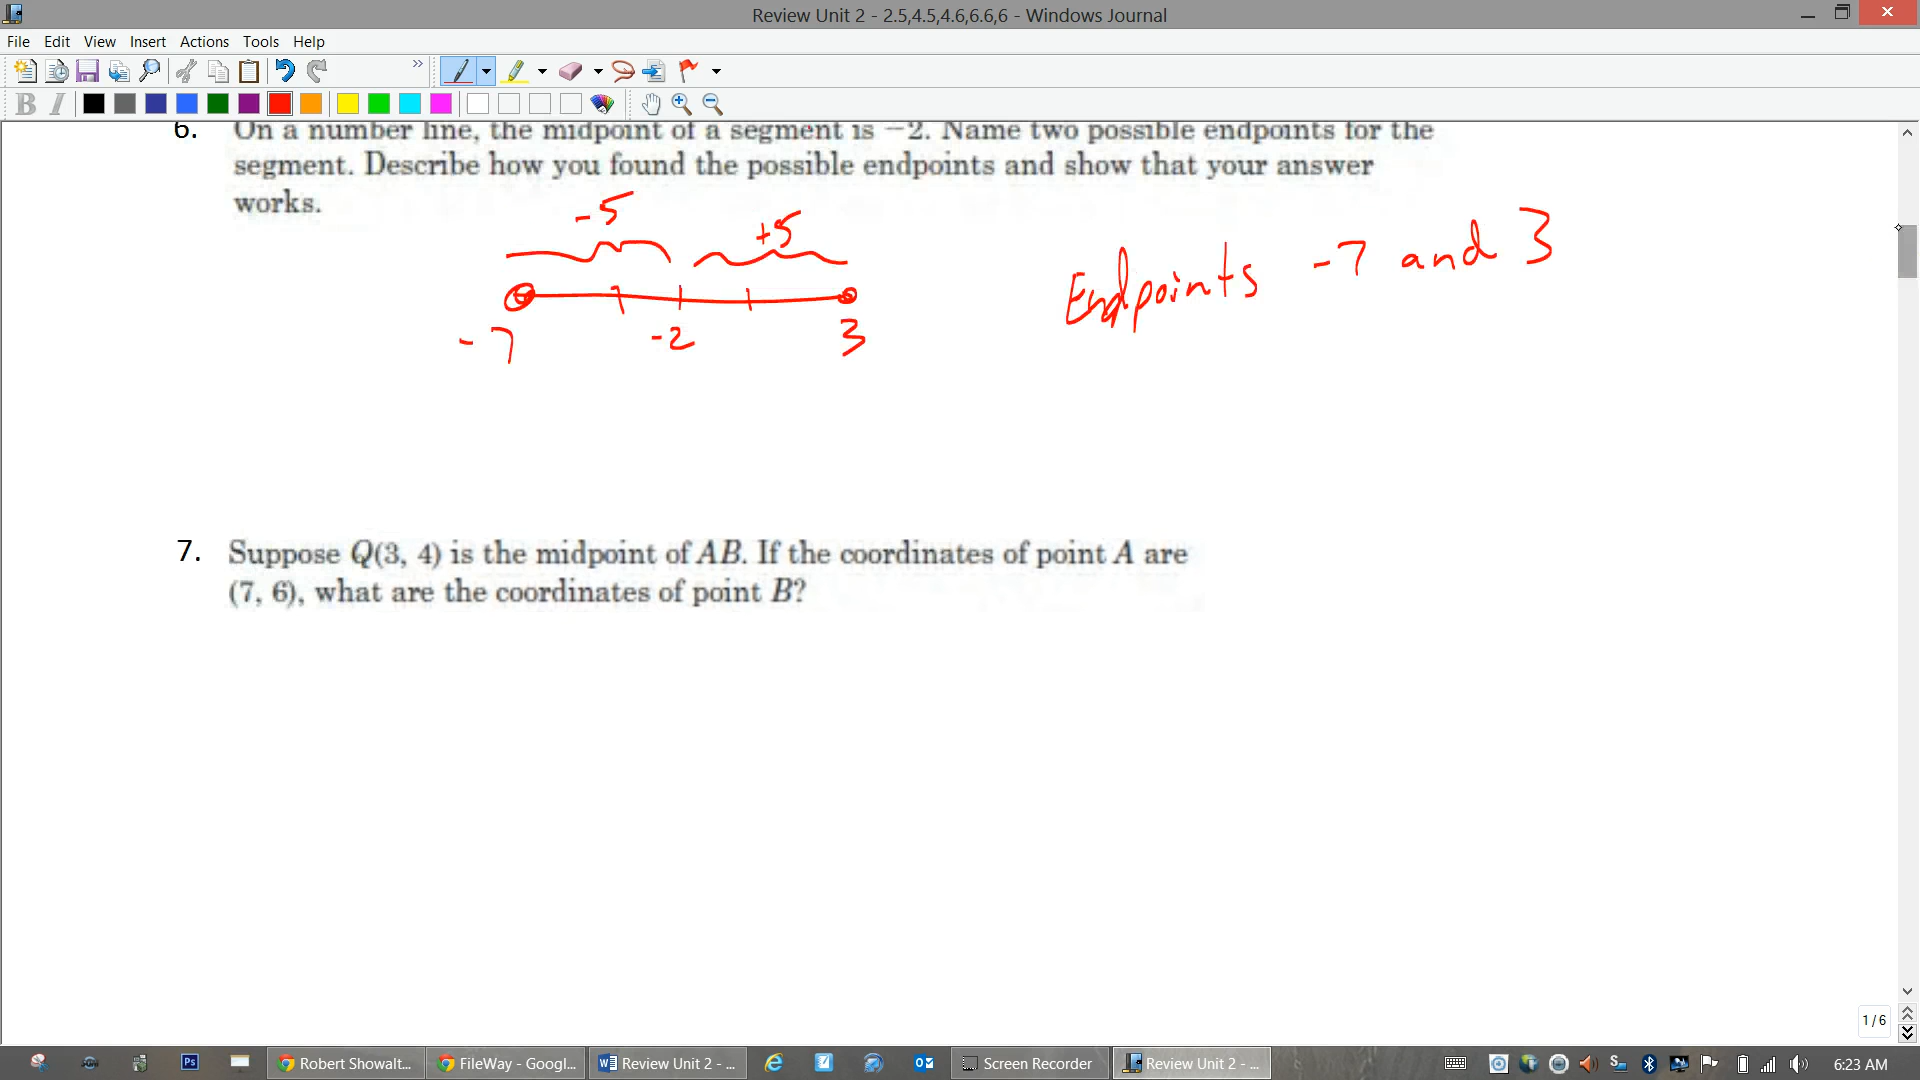 Review Unit 2 - 2.5,4.5,4.6,6.6,6 - Windows Journal
File Edit View Insert Actions Tools Help
B I
6. On a number line, the midpoint of a segment is −2. Name two possible endpoints for the
segment. Describe how you found the possible endpoints and show that your answer
works.
-5 +5
Endpoints -7 and 3
-7 -2 3
7. Suppose Q(3, 4) is the midpoint of AB. If the coordinates of point A are
(7, 6), what are the coordinates of point B?
1 / 6
Ps Robert Showalt... FileWay - Googl... Review Unit 2 - ... Screen Recorder Review Unit 2 - ... 6:23 AM